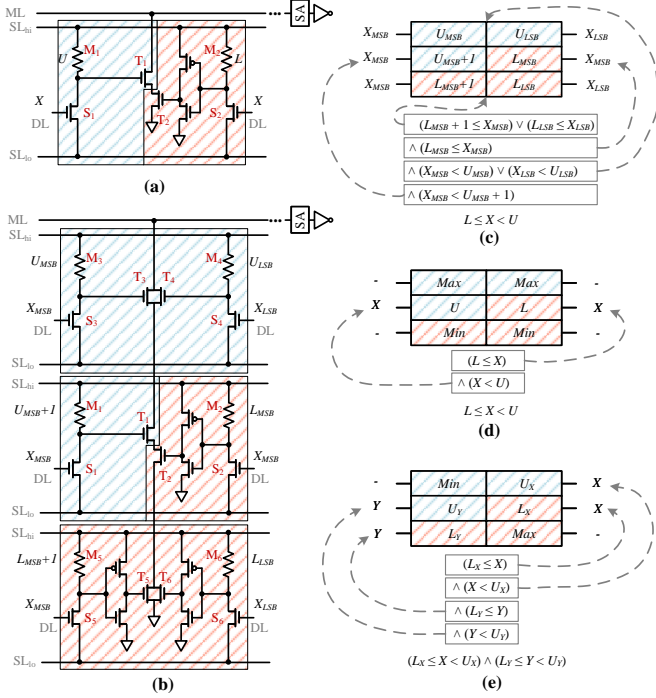 ML
SA
SL_hi
U M_1 M_2 L
T_1
X X
DL S_1 T_2 S_2 DL
SL_lo
(a)
ML
SA
SL_hi
U_MSB M_3 M_4 U_LSB
T_3 T_4
X_MSB X_LSB
DL S_3 S_4 DL
SL_lo
SL_hi
U_MSB+1 M_1 M_2 L_MSB
T_1
X_MSB T_2 X_MSB
DL S_1 S_2 DL
SL_lo
SL_hi
L_MSB+1 M_5 M_6 L_LSB
T_5 T_6
X_MSB X_LSB
DL S_5 S_6 DL
SL_lo
(b)
X_MSB U_MSB U_LSB X_LSB
X_MSB U_MSB+1 L_MSB X_MSB
X_MSB L_MSB+1 L_LSB X_LSB
(L_MSB + 1 ≤ X_MSB) ∨ (L_LSB ≤ X_LSB)
∧ (L_MSB ≤ X_MSB)
∧ (X_MSB < U_MSB) ∨ (X_LSB < U_LSB)
∧ (X_MSB < U_MSB + 1)
L ≤ X < U
(c)
- Max Max -
X U L X
- Min Min -
(L ≤ X)
∧ (X < U)
L ≤ X < U
(d)
- Min U_X X
Y U_Y L_X X
Y L_Y Max -
(L_X ≤ X)
∧ (X < U_X)
∧ (L_Y ≤ Y)
∧ (Y < U_Y)
(L_X ≤ X < U_X) ∧ (L_Y ≤ Y < U_Y)
(e)